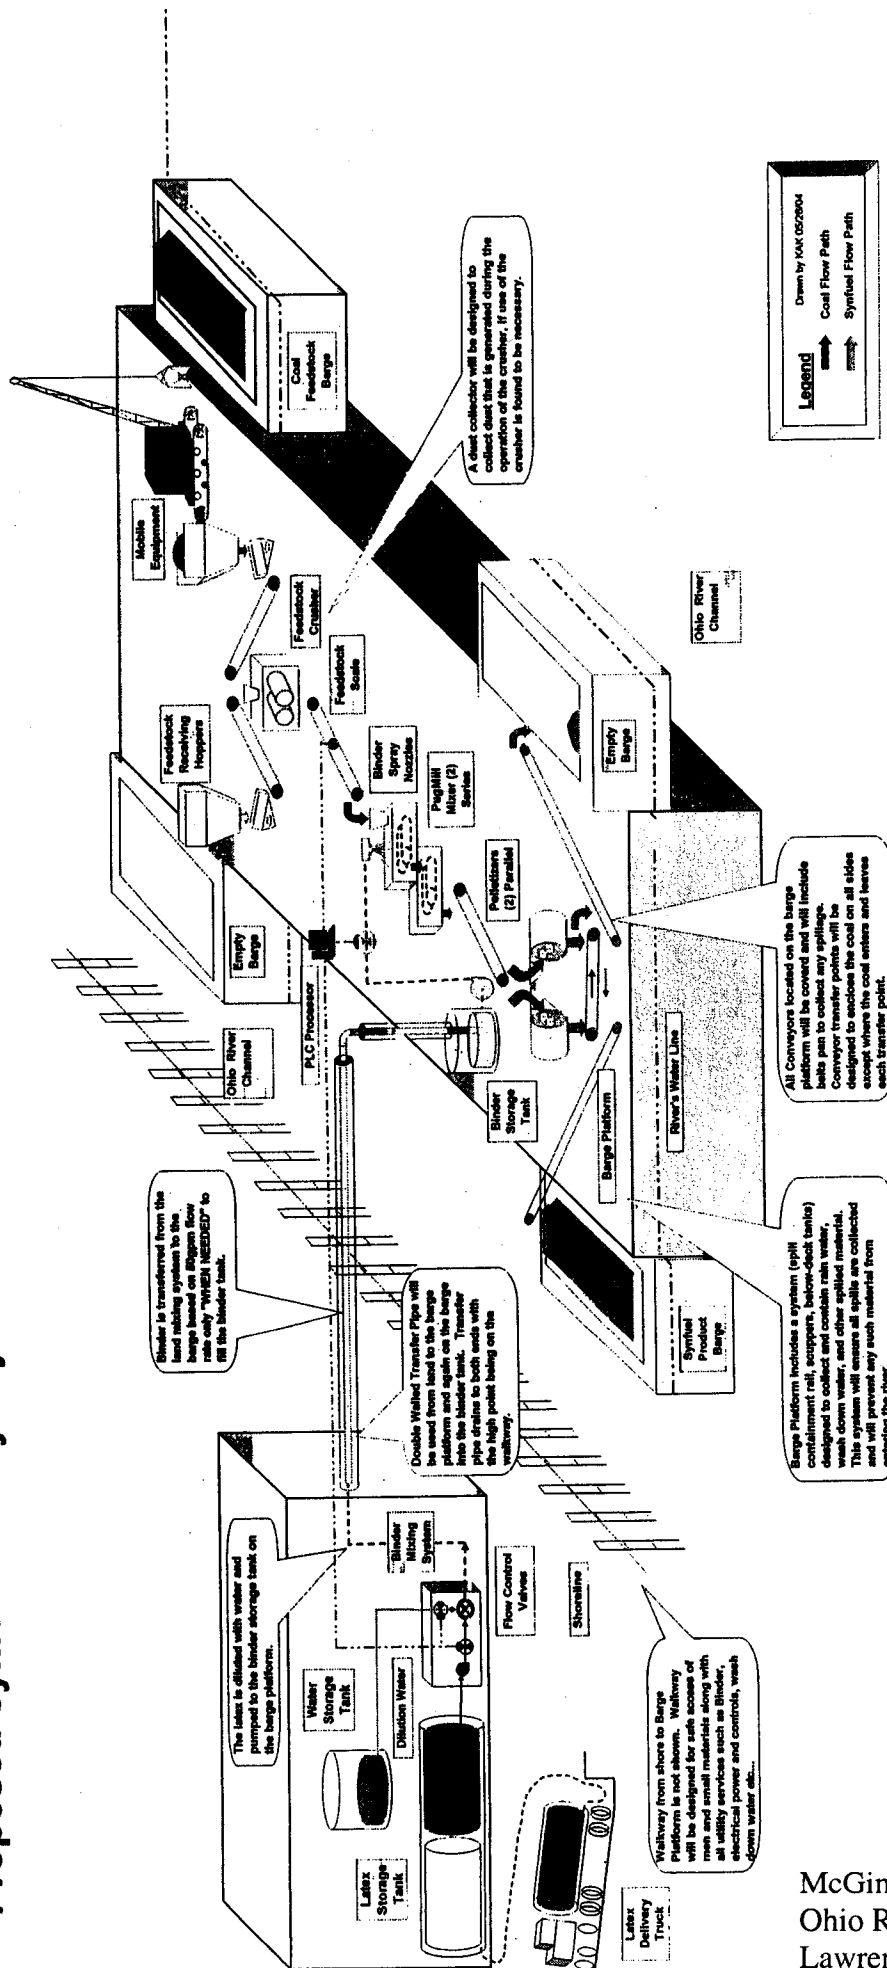 The latex is diluted with water and
pumped to the binder storage tank on
the barge platform.
Binder is transferred from the
land mixing system to the
barge based on 50gpm flow
rate only "WHEN NEEDED" to
fill the binder tank.
Ohio River
Channel
Empty
Barge
Feedstock
Receiving
Hoppers
Mobile
Equipment
Coal
Feedstock
Barge
Latex
Storage
Tank
Water
Storage
Tank
Dilution Water
Binder
Mixing
System
Flow Control
Valves
Shoreline
Double Walled Transfer Pipe will
be used from land to the barge
platform and again on the barge
into the binder tank. Transfer
pipe drains to both ends with
the high point being on the
walkway.
PLC Processor
Feedstock
Crusher
Feedstock
Scale
Binder
Spray
Nozzles
PugMill
Mixer (2)
Series
Pelletizers
(2) Parallel
Binder
Storage
Tank
A dust collector will be designed to
collect dust that is generated during the
operation of the crusher, if use of the
crusher is found to be necessary.
Latex
Delivery
Truck
Walkway from shore to Barge
Platform is not shown. Walkway
will be designed for safe access of
men and small materials along with
all utility services such as Binder,
electrical power and controls, wash
down water etc...
Synfuel
Product
Barge
Barge Platform
River's Water Line
Empty
Barge
Ohio River
Channel
Barge Platform includes a system (spill
containment rail, scuppers, below-deck tanks)
designed to collect and contain rain water,
wash down water, and other spilled material.
This system will ensure all spills are collected
and will prevent any such material from
All Conveyors located on the barge
platform will be coverd and will include
belts pan to collect any spillage.
Conveyor transfer points will be
designed to enclose the coal on all sides
except where the coal enters and leaves
each transfer point.
Legend
Drawn by KAK 05/26/04
Coal Flow Path
Synfuel Flow Path
McGin
Ohio R
Lawren